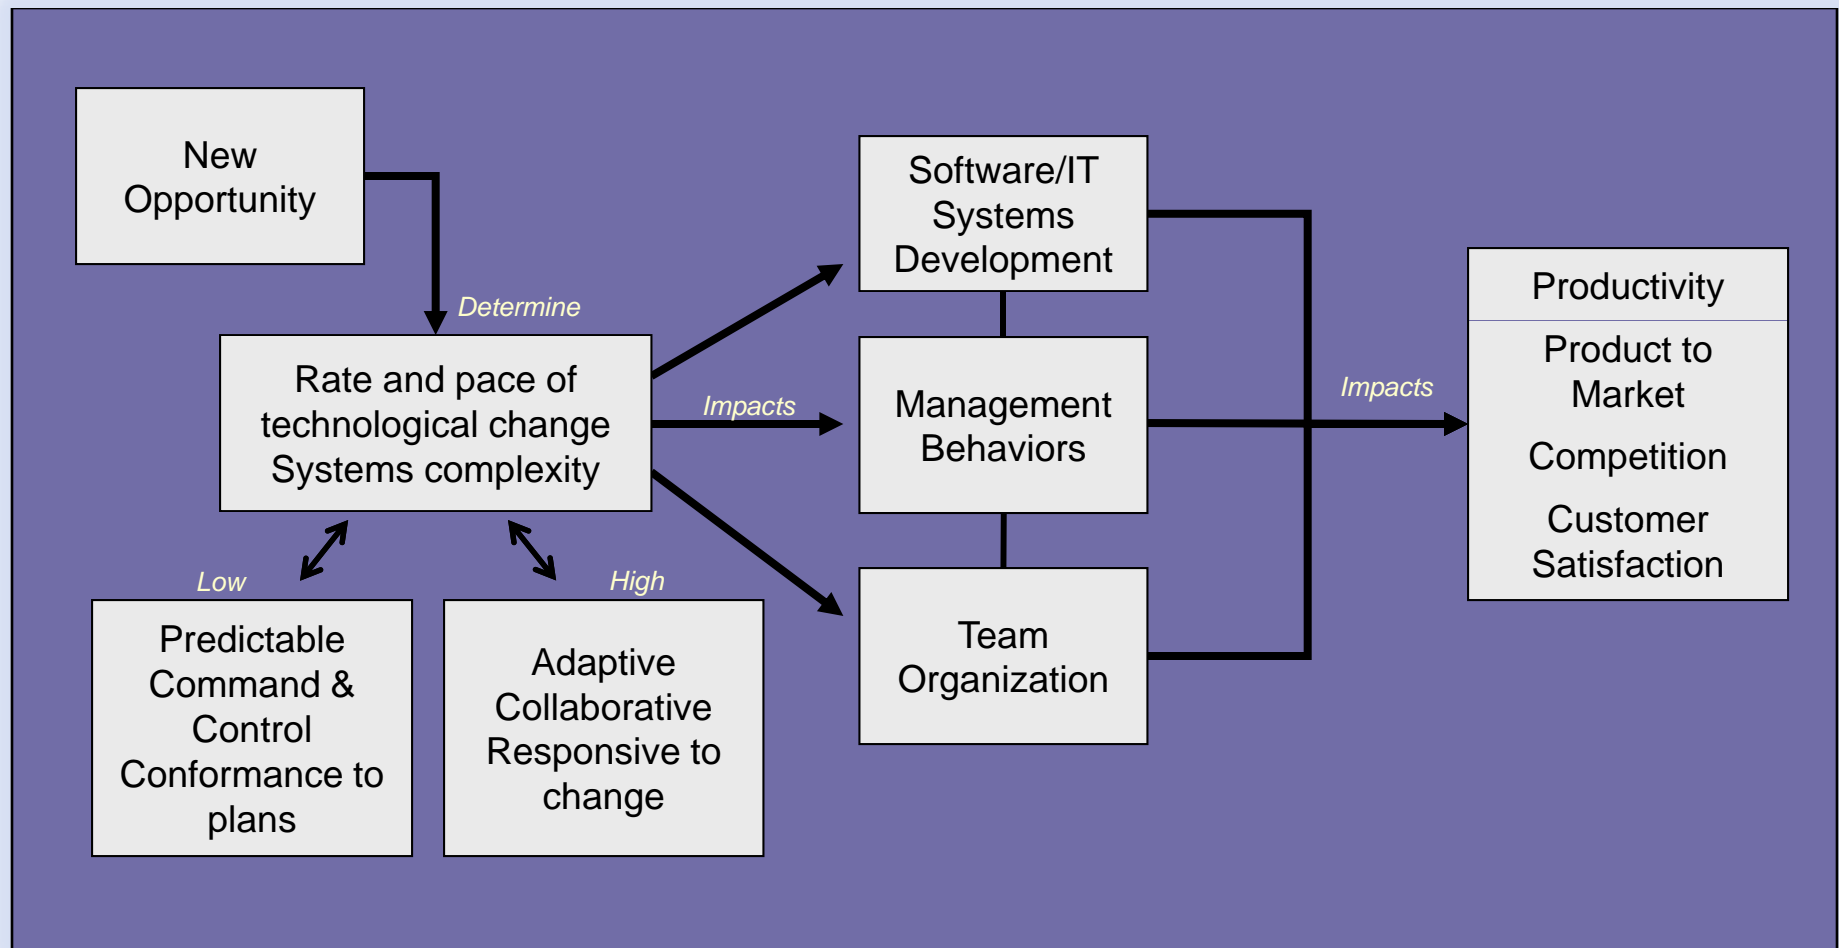 New
Opportunity
Determine
Rate and pace of
technological change
Systems complexity
Low
High
Predictable
Command &
Control
Conformance to
plans
Adaptive
Collaborative
Responsive to
change
Impacts
Software/IT
Systems
Development
Management
Behaviors
Team
Organization
Impacts
Productivity
Product to
Market
Competition
Customer
Satisfaction